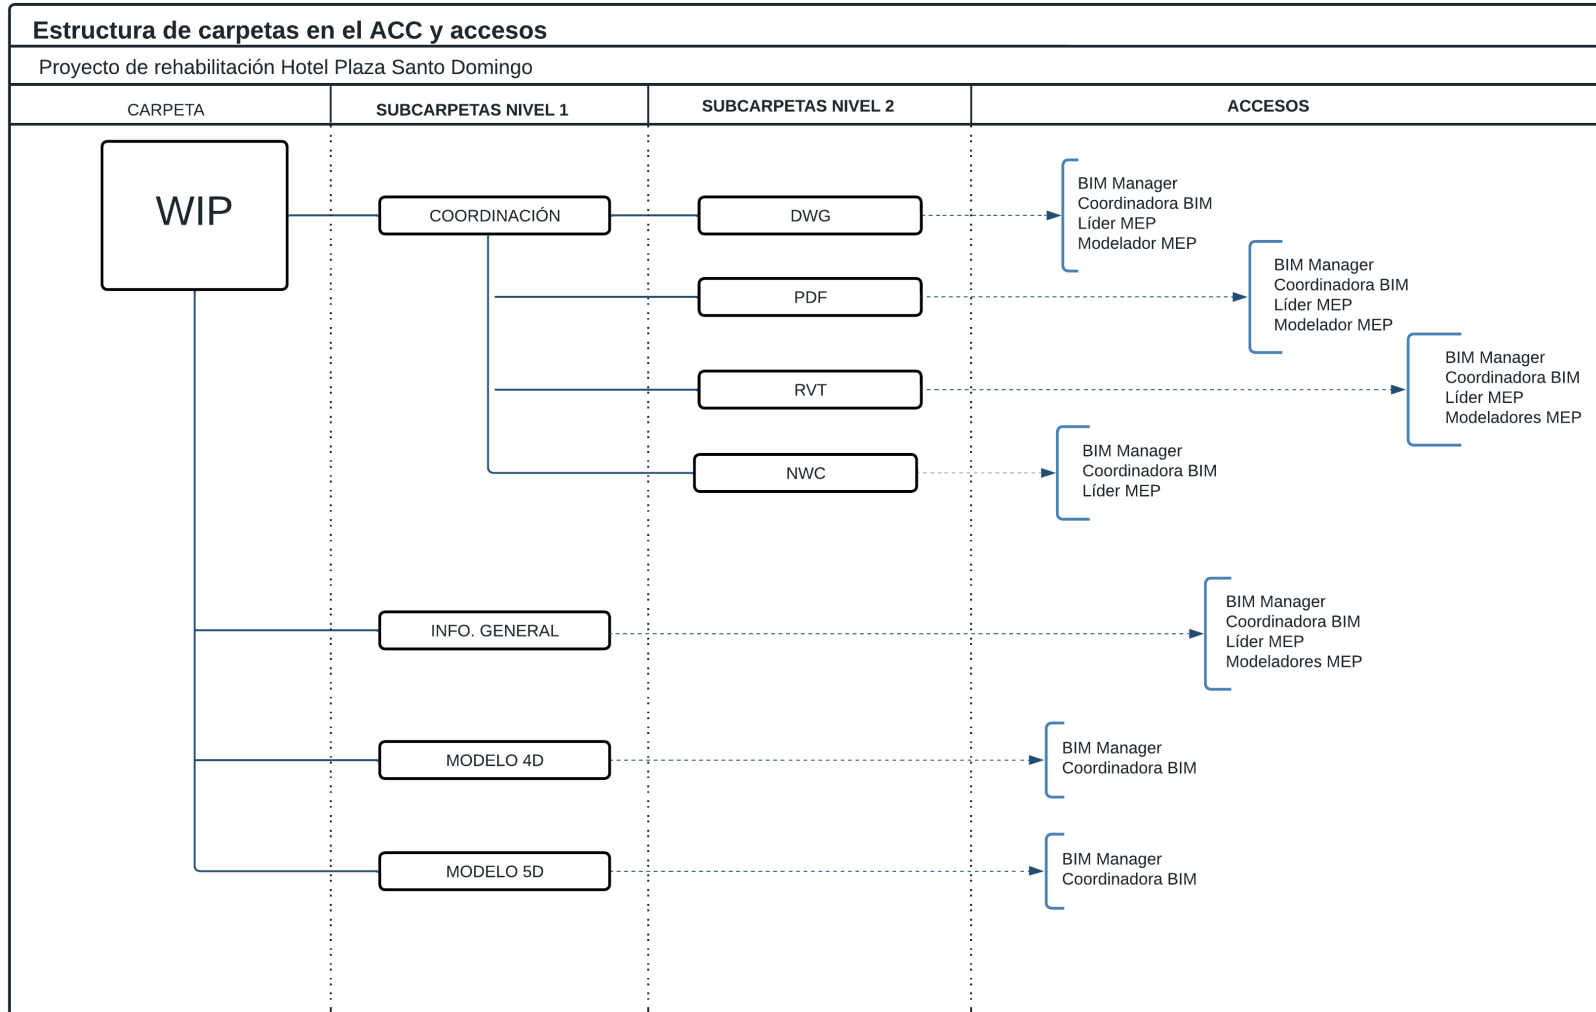 Estructura de carpetas en el ACC y accesos
Proyecto de rehabilitación Hotel Plaza Santo Domingo
CARPETA
SUBCARPETAS NIVEL 1
SUBCARPETAS NIVEL 2
ACCESOS
WIP
COORDINACIÓN
DWG
BIM Manager
Coordinadora BIM
Líder MEP
Modelador MEP
PDF
BIM Manager
Coordinadora BIM
Líder MEP
Modelador MEP
RVT
BIM Manager
Coordinadora BIM
Líder MEP
Modeladores MEP
NWC
BIM Manager
Coordinadora BIM
Líder MEP
INFO. GENERAL
BIM Manager
Coordinadora BIM
Líder MEP
Modeladores MEP
MODELO 4D
BIM Manager
Coordinadora BIM
MODELO 5D
BIM Manager
Coordinadora BIM